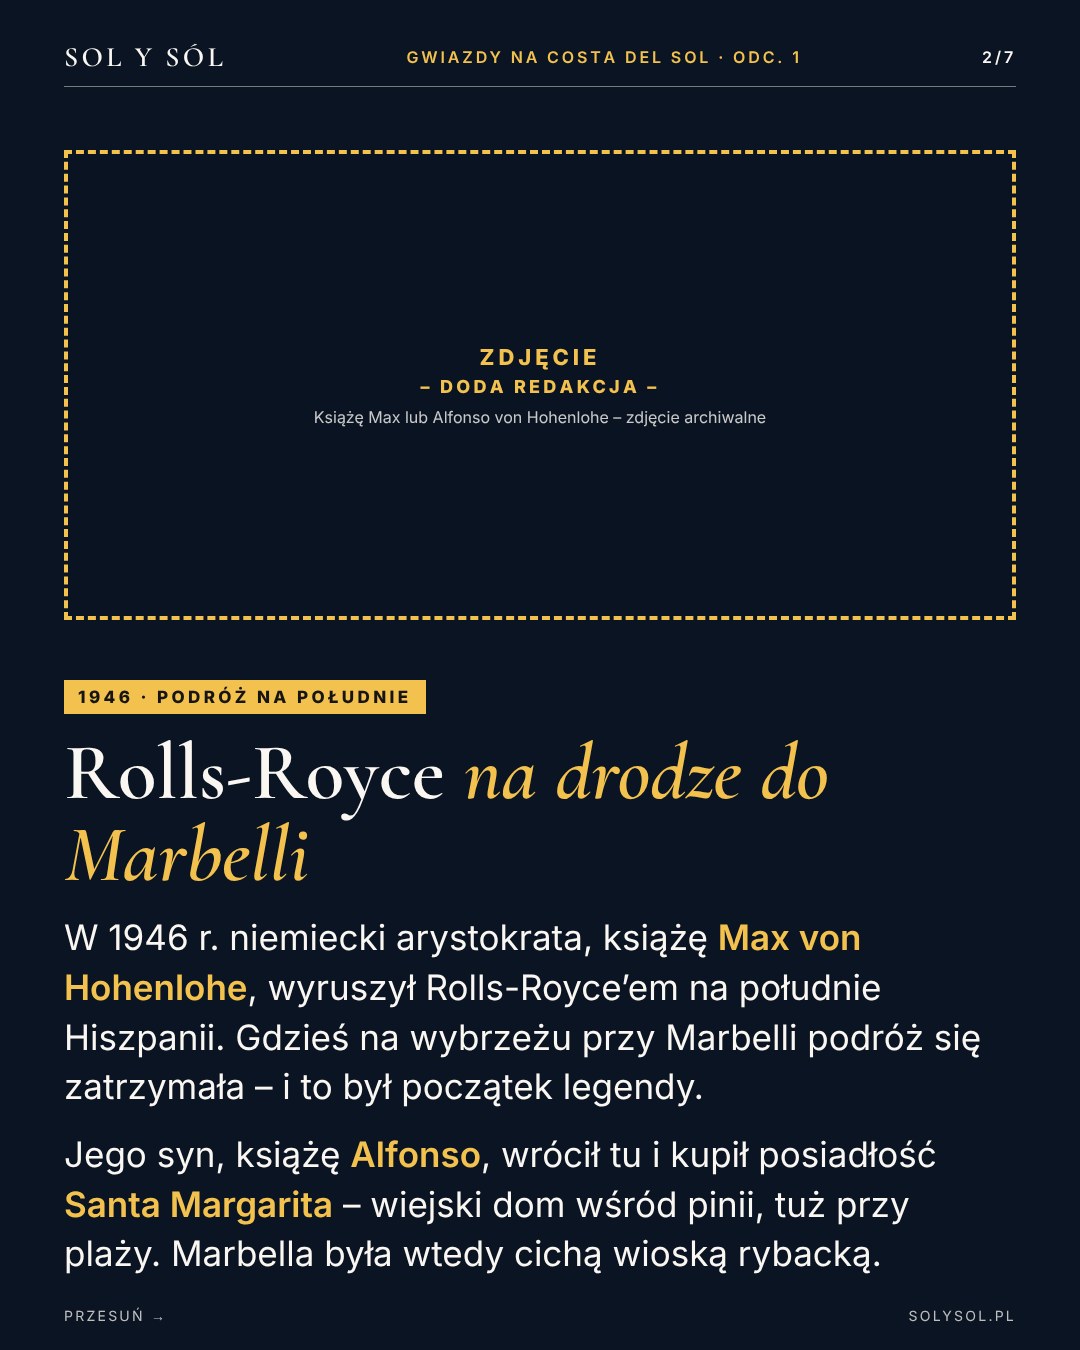 SOL Y SÓL
GWIAZDY NA COSTA DEL SOL · ODC. 1
2/7
ZDJĘCIE
– DODA REDAKCJA –
Książę Max lub Alfonso von Hohenlohe – zdjęcie archiwalne
1946 · PODRÓŻ NA POŁUDNIE
Rolls-Royce na drodze do
Marbelli
W 1946 r. niemiecki arystokrata, książę Max von
Hohenlohe, wyruszył Rolls-Royce’em na południe
Hiszpanii. Gdzieś na wybrzeżu przy Marbelli podróż się
zatrzymała – i to był początek legendy.
Jego syn, książę Alfonso, wrócił tu i kupił posiadłość
Santa Margarita – wiejski dom wśród pinii, tuż przy
plaży. Marbella była wtedy cichą wioską rybacką.
PRZESUŃ →
SOLYSOL.PL